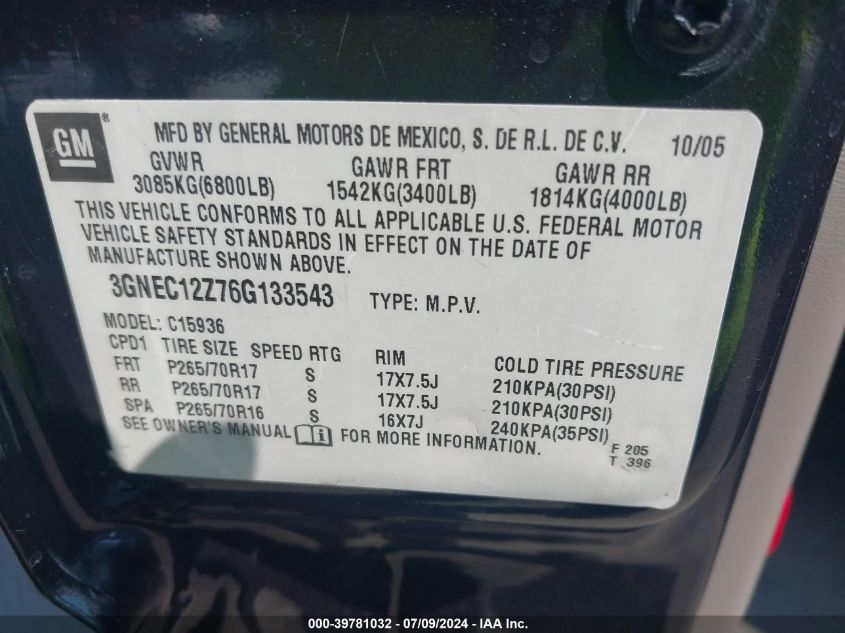 GM ® MFD BY GENERAL MOTORS DE MEXICO, S. DE R.L. DE C.V. 10/05
GVWR GAWR FRT GAWR RR
3085KG(6800LB) 1542KG(3400LB) 1814KG(4000LB)
THIS VEHICLE CONFORMS TO ALL APPLICABLE U.S. FEDERAL MOTOR
VEHICLE SAFETY STANDARDS IN EFFECT ON THE DATE OF
MANUFACTURE SHOWN ABOVE.
3GNEC12Z76G133543 TYPE: M.P.V.
MODEL: C15936
CPD1 TIRE SIZE SPEED RTG RIM COLD TIRE PRESSURE
FRT P265/70R17 S 17X7.5J 210KPA(30PSI)
RR P265/70R17 S 17X7.5J 210KPA(30PSI)
SPA P265/70R16 S 16X7J 240KPA(35PSI)
SEE OWNER'S MANUAL i FOR MORE INFORMATION.
F 205
T 396
000-39781032 - 07/09/2024 - IAAI.com